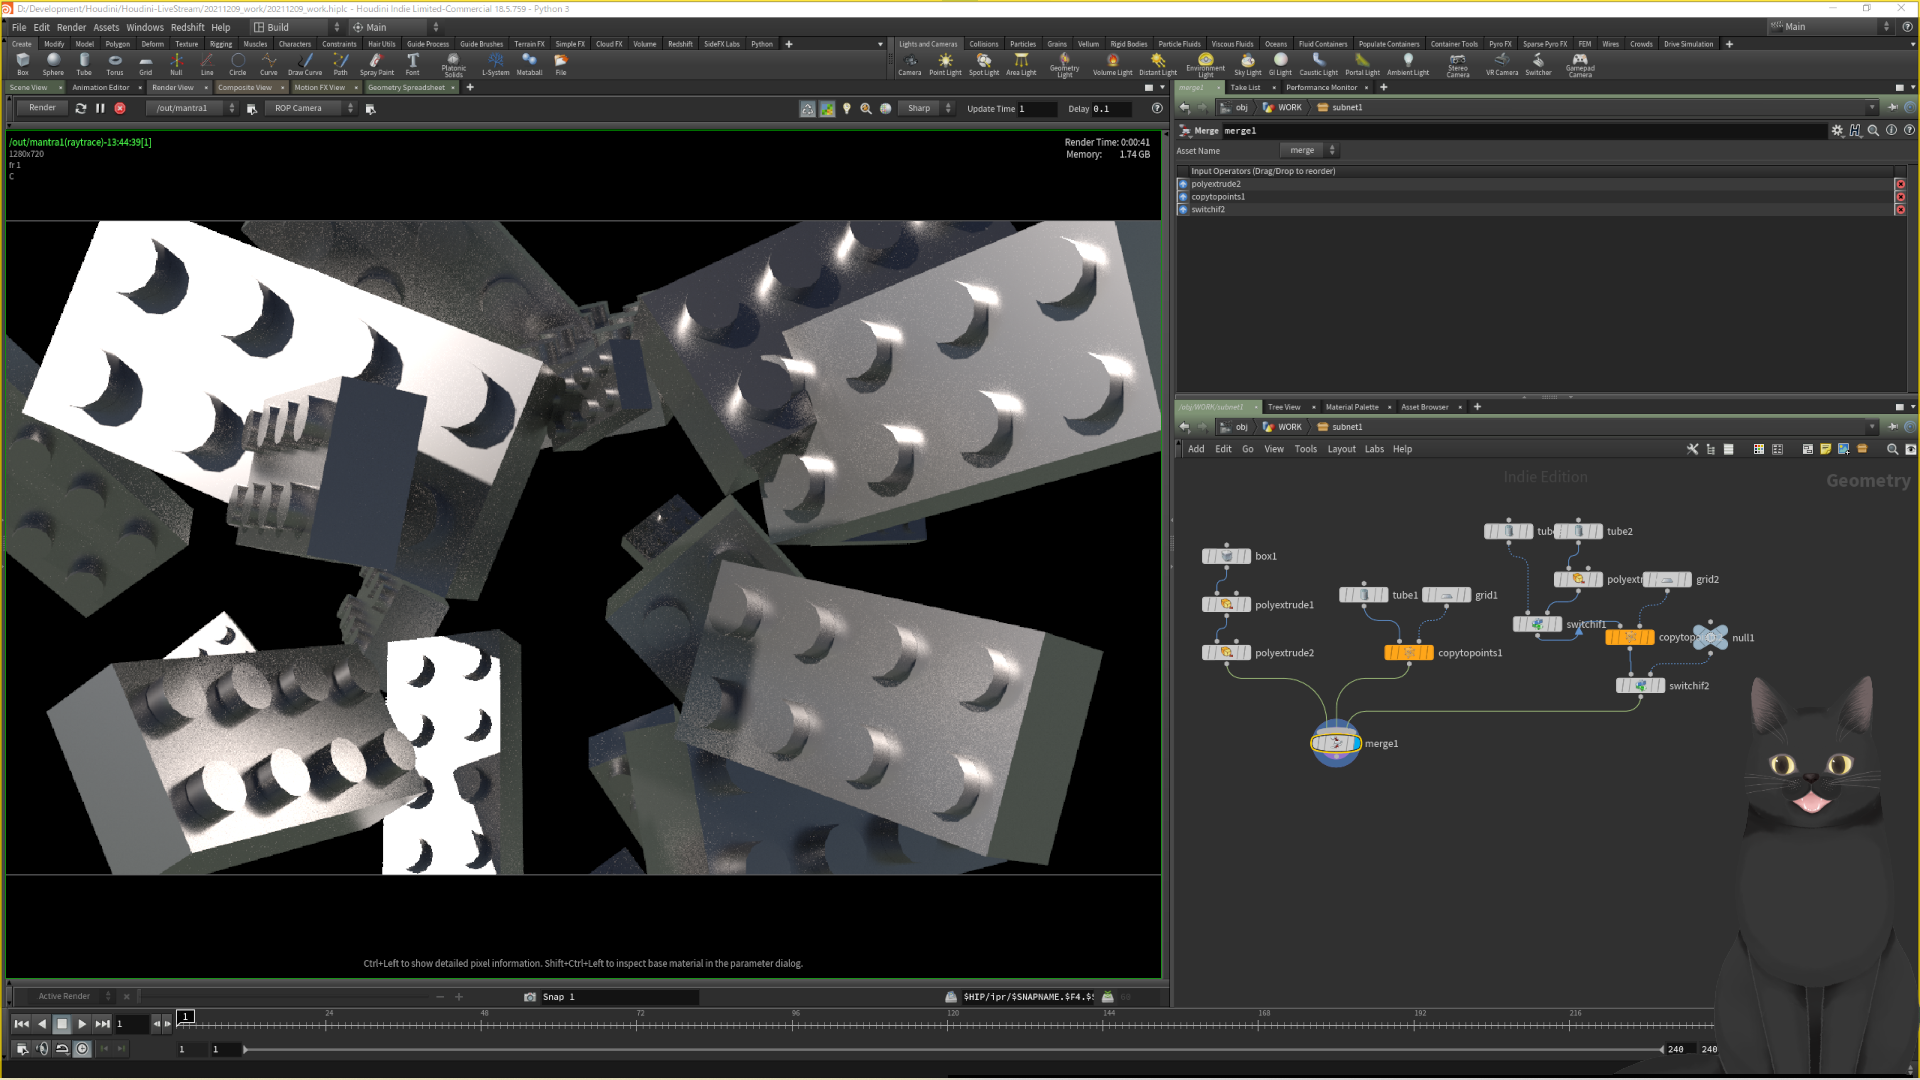 D:/Development/Houdini/Houdini-LiveStream/20211209_work/20211209_work.hiplc - Houdini Indie Limited-Commercial 18.5.759 - Python 3
File Edit Render Assets Windows Redshift Help Build Main Main
Create Modify Model Polygon Deform Texture Rigging Muscles Characters Constraints Hair Utils Guide Process Guide Brushes Terrain FX Simple FX Cloud FX Volume Redshift SideFX Labs Python
Lights and Cameras Collisions Particles Grains Vellum Rigid Bodies Particle Fluids Viscous Fluids Oceans Fluid Containers Populate Containers Container Tools Pyro FX Sparse Pyro FX FEM Wires Crowds Drive Simulation
Box Sphere Tube Torus Grid Null Line Circle Curve Draw Curve Path Spray Paint Font Platonic Solids L-System Metaball File
Camera Point Light Spot Light Area Light Geometry Light Volume Light Distant Light Environment Light Sky Light GI Light Caustic Light Portal Light Ambient Light Stereo Camera VR Camera Switcher Gamepad Camera
Scene View Animation Editor Render View Composite View Motion FX View Geometry Spreadsheet
Render /out/mantra1 ROP Camera Sharp Update Time 1 Delay 0.1
/out/mantra1(raytrace)-13:44:39[1]
1280x720
fr 1
C
Render Time: 0:00:41
Memory: 1.74 GB
Ctrl+Left to show detailed pixel information. Shift+Ctrl+Left to inspect base material in the parameter dialog.
Active Render Snap 1 $HIP/ipr/$SNAPNAME.$F4.$
merge1 Take List Performance Monitor
obj WORK subnet1
Merge merge1
Asset Name merge
Input Operators (Drag/Drop to reorder)
polyextrude2
copytopoints1
switchif2
/obj/WORK/subnet1 Tree View Material Palette Asset Browser
obj WORK subnet1
Add Edit Go View Tools Layout Labs Help
Indie Edition
Geometry
tube2
box1
grid2
tube1
grid1
polyextrude1
switchif1
null1
polyextrude2
copytopoints1
switchif2
merge1
1 1 24 48 72 96 120 144 168 192 216
1 1 240 240